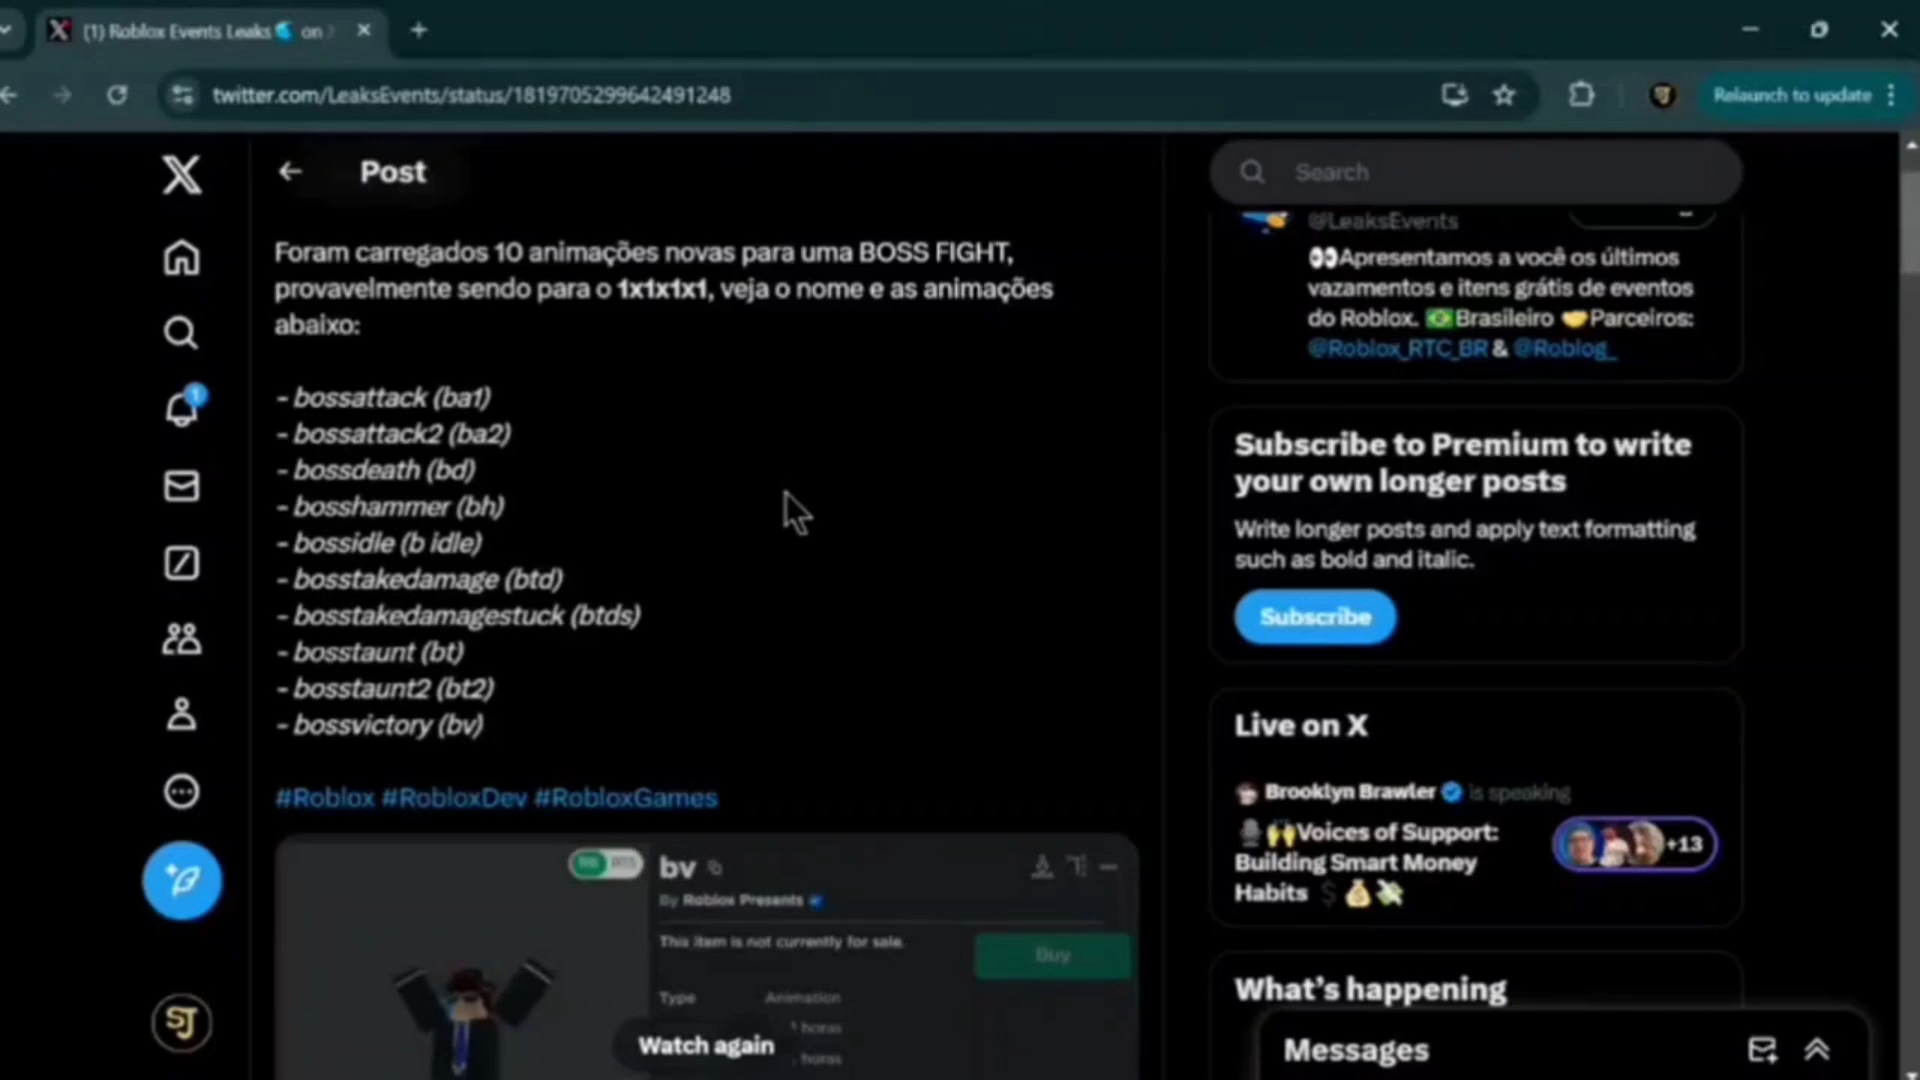 (1) Roblox Events Leaks on
twitter.com/LeaksEvents/status/1819705299642491248
Relaunch to update
Post
Foram carregados 10 animações novas para uma BOSS FIGHT,
provavelmente sendo para o 1x1x1x1, veja o nome e as animações
abaixo:
- bossattack (ba1)
- bossattack2 (ba2)
- bossdeath (bd)
- bosshammer (bh)
- bossidle (b idle)
- bosstakedamage (btd)
- bosstakedamagestuck (btds)
- bosstaunt (bt)
- bosstaunt2 (bt2)
- bossvictory (bv)
#Roblox #RobloxDev #RobloxGames
bv
By Roblox Presents
This item is not currently for sale.
Buy
Type Animation
horas
horas
Watch again
Search
@LeaksEvents
👀Apresentamos a você os últimos
vazamentos e itens grátis de eventos
do Roblox. 🇧🇷Brasileiro 🤝Parceiros:
@Roblox_RTC_BR & @Roblog_
Subscribe to Premium to write
your own longer posts
Write longer posts and apply text formatting
such as bold and italic.
Subscribe
Live on X
Brooklyn Brawler is speaking
🎙️🙌Voices of Support:
Building Smart Money
Habits 💲💰💸
+13
What's happening
Messages
1
SJ